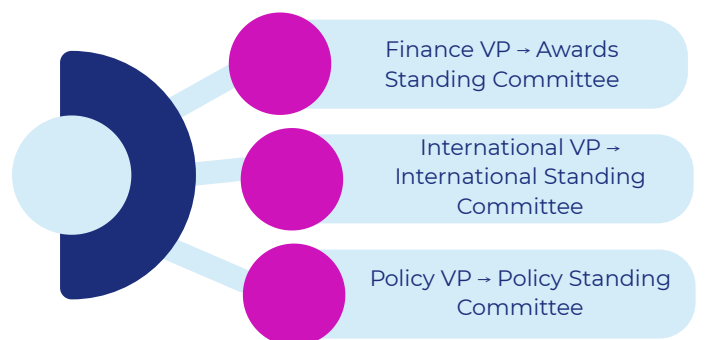 Finance VP → Awards
Standing Committee
International VP →
International Standing
Committee
Policy VP → Policy Standing
Committee